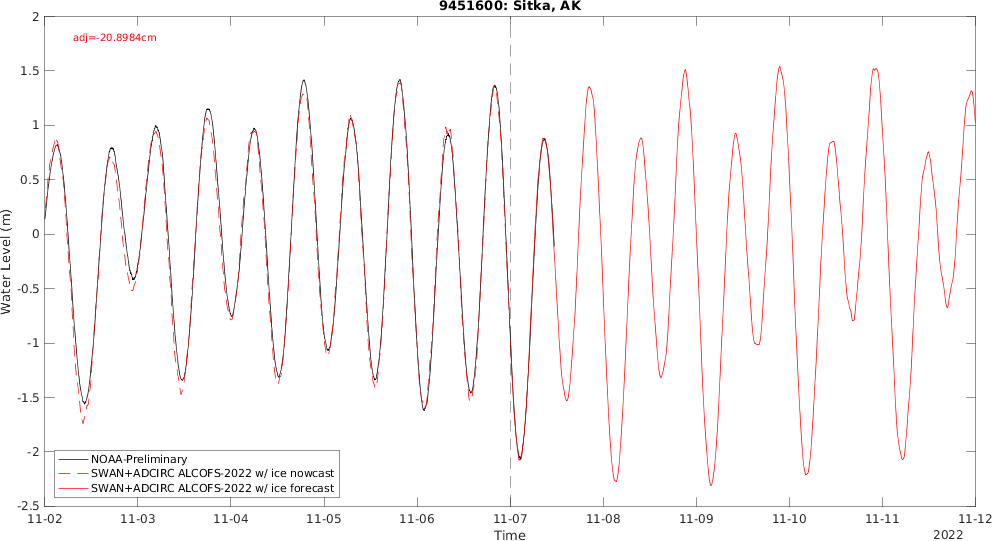 9451600: Sitka, AK
adj=-20.8984cm
Water Level (m)
2
1.5
1
0.5
0
-0.5
-1
-1.5
-2
-2.5
NOAA-Preliminary
SWAN+ADCIRC ALCOFS-2022 w/ ice nowcast
SWAN+ADCIRC ALCOFS-2022 w/ ice forecast
11-02 11-03 11-04 11-05 11-06 11-07 11-08 11-09 11-10 11-11 11-12
Time
2022